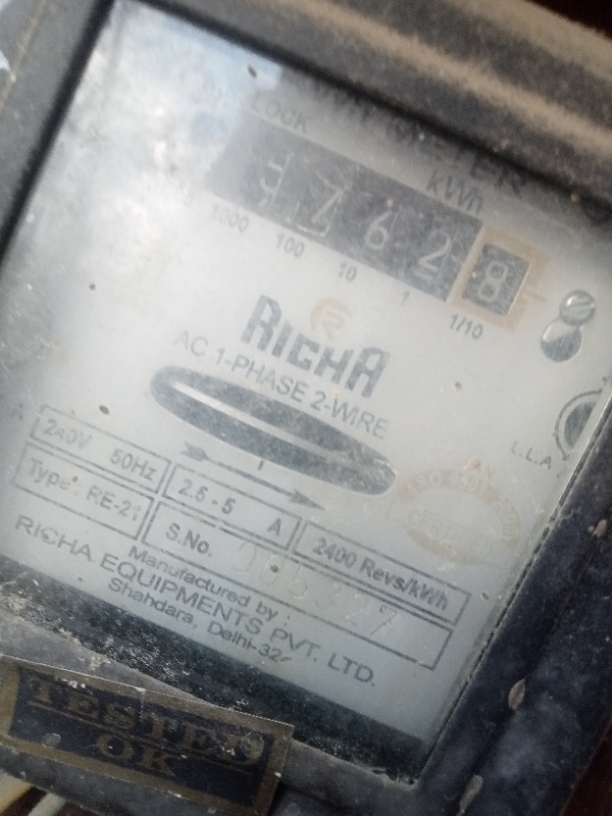 LOCK
kWh
7 6 2 8
1000 100 10 1 1/10
RICHA
AC 1-PHASE 2-WIRE
240V 50Hz
2.5-5 A
2400 Revs/kWh
Type: RE-21
S.No.
Manufactured by :
RICHA EQUIPMENTS PVT. LTD.
Shahdara, Delhi-32
L.L.A
TESTED
OK